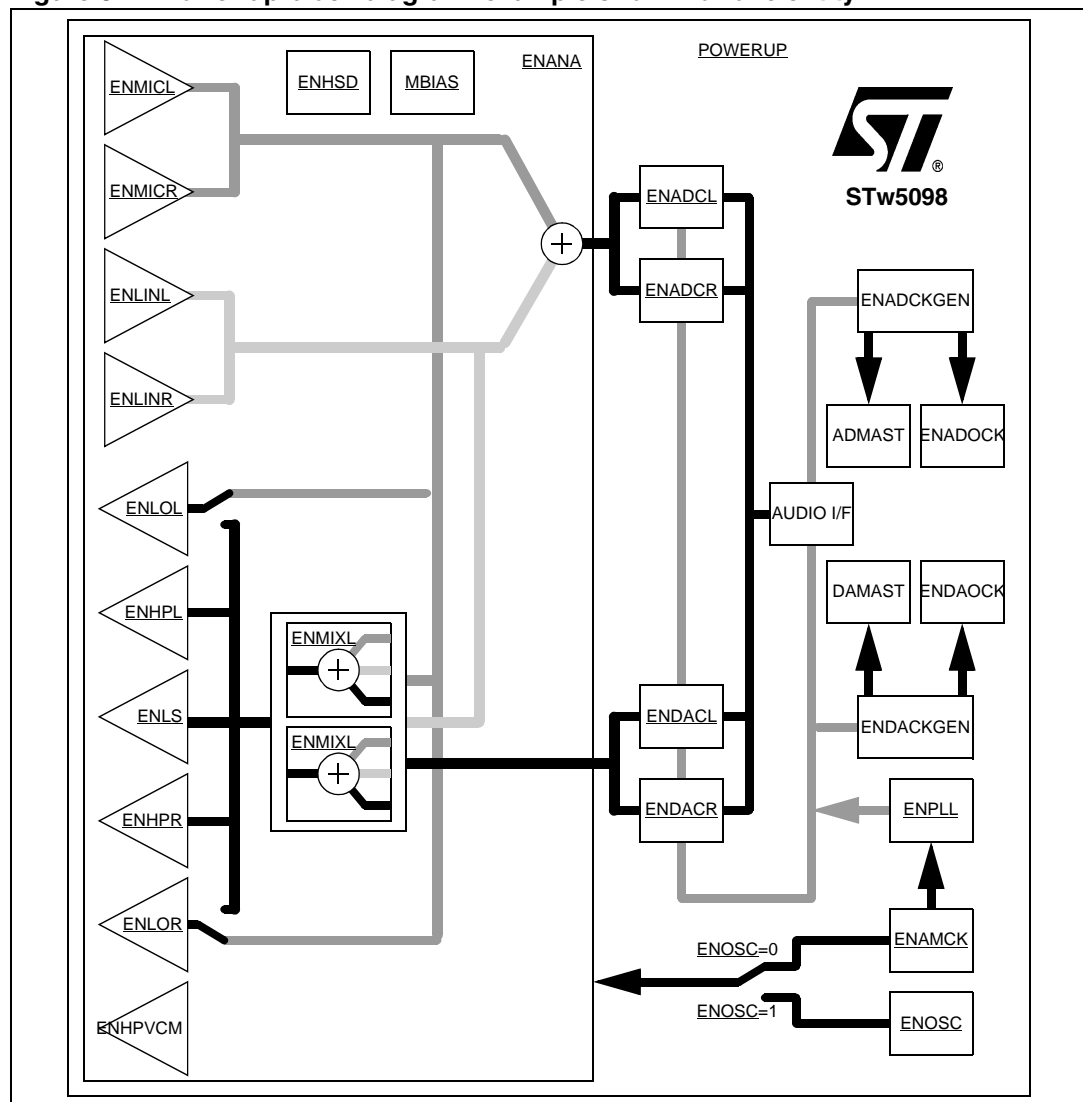 ENANA
POWERUP
ENMICL
ENHSD
MBIAS
ST
®
STw5098
ENMICR
ENADCL
ENLINL
ENADCR
ENADCKGEN
ENLINR
ADMAST
ENADOCK
ENLOL
AUDIO I/F
ENHPL
DAMAST
ENDAOCK
ENMIXL
ENLS
ENDACL
ENDACKGEN
ENMIXL
ENHPR
ENDACR
ENPLL
ENLOR
ENOSC=0
ENAMCK
ENOSC=1
ENOSC
ENHPVCM